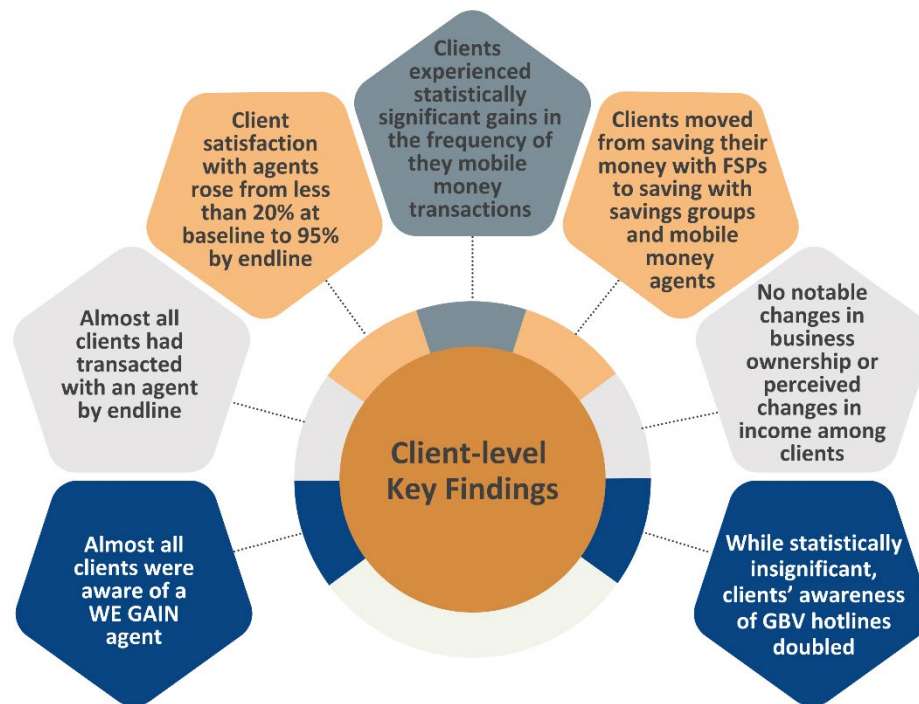 Clients
experienced
statistically
significant gains in
the frequency of
they mobile
money
transactions
Client
satisfaction
with agents
rose from less
than 20% at
baseline to 95%
by endline
Clients moved
from saving their
money with FSPs
to saving with
savings groups
and mobile
money
agents
Almost all
clients had
transacted
with an agent
by endline
No notable
changes in
business
ownership or
perceived
changes in
income among
clients
Client-level
Key Findings
Almost all
clients were
aware of a
WE GAIN
agent
While statistically
insignificant,
clients’ awareness
of GBV hotlines
doubled